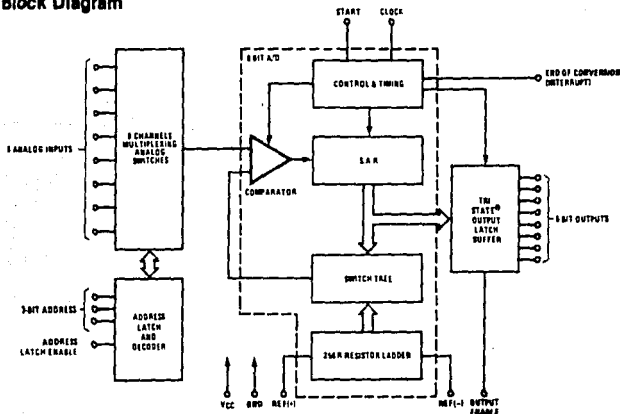 Block Diagram
START
CLOCK
8 BIT A/D
CONTROL & TIMING
END OF CONVERSION
(INTERRUPT)
8 ANALOG INPUTS
8 CHANNELS
MULTIPLEXING
ANALOG
SWITCHES
COMPARATOR
S.A.R.
TRI
STATE®
OUTPUT
LATCH
BUFFER
8-BIT OUTPUTS
SWITCH TREE
3-BIT ADDRESS
ADDRESS
LATCH ENABLE
ADDRESS
LATCH
AND
DECODER
256R RESISTOR LADDER
VCC
GND
REF(+)
REF(-)
OUTPUT
ENABLE